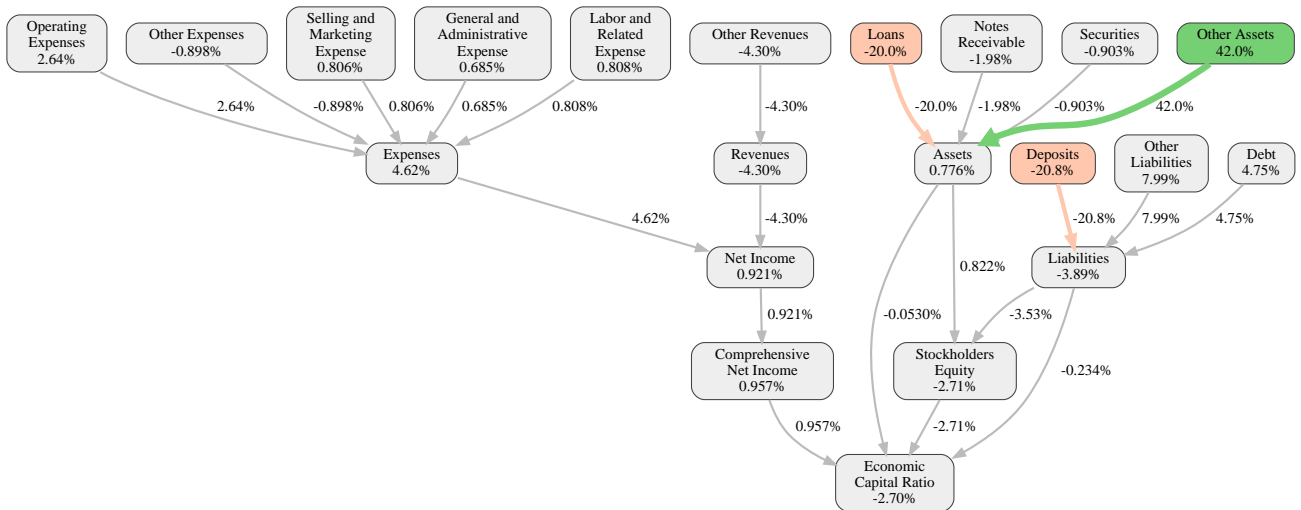 Operating
Expenses
2.64%
Other Expenses
-0.898%
Selling and
Marketing
Expense
0.806%
General and
Administrative
Expense
0.685%
Labor and
Related
Expense
0.808%
Other Revenues
-4.30%
Loans
-20.0%
Notes
Receivable
-1.98%
Securities
-0.903%
Other Assets
42.0%
2.64%
-0.898%
0.806%
0.685%
0.808%
-4.30%
-20.0%
-1.98%
-0.903%
42.0%
Expenses
4.62%
Revenues
-4.30%
Assets
0.776%
Deposits
-20.8%
Other
Liabilities
7.99%
Debt
4.75%
4.62%
-4.30%
-20.8%
7.99%
4.75%
Net Income
0.921%
0.822%
Liabilities
-3.89%
0.921%
-0.0530%
-3.53%
Comprehensive
Net Income
0.957%
Stockholders
Equity
-2.71%
-0.234%
0.957%
-2.71%
Economic
Capital Ratio
-2.70%